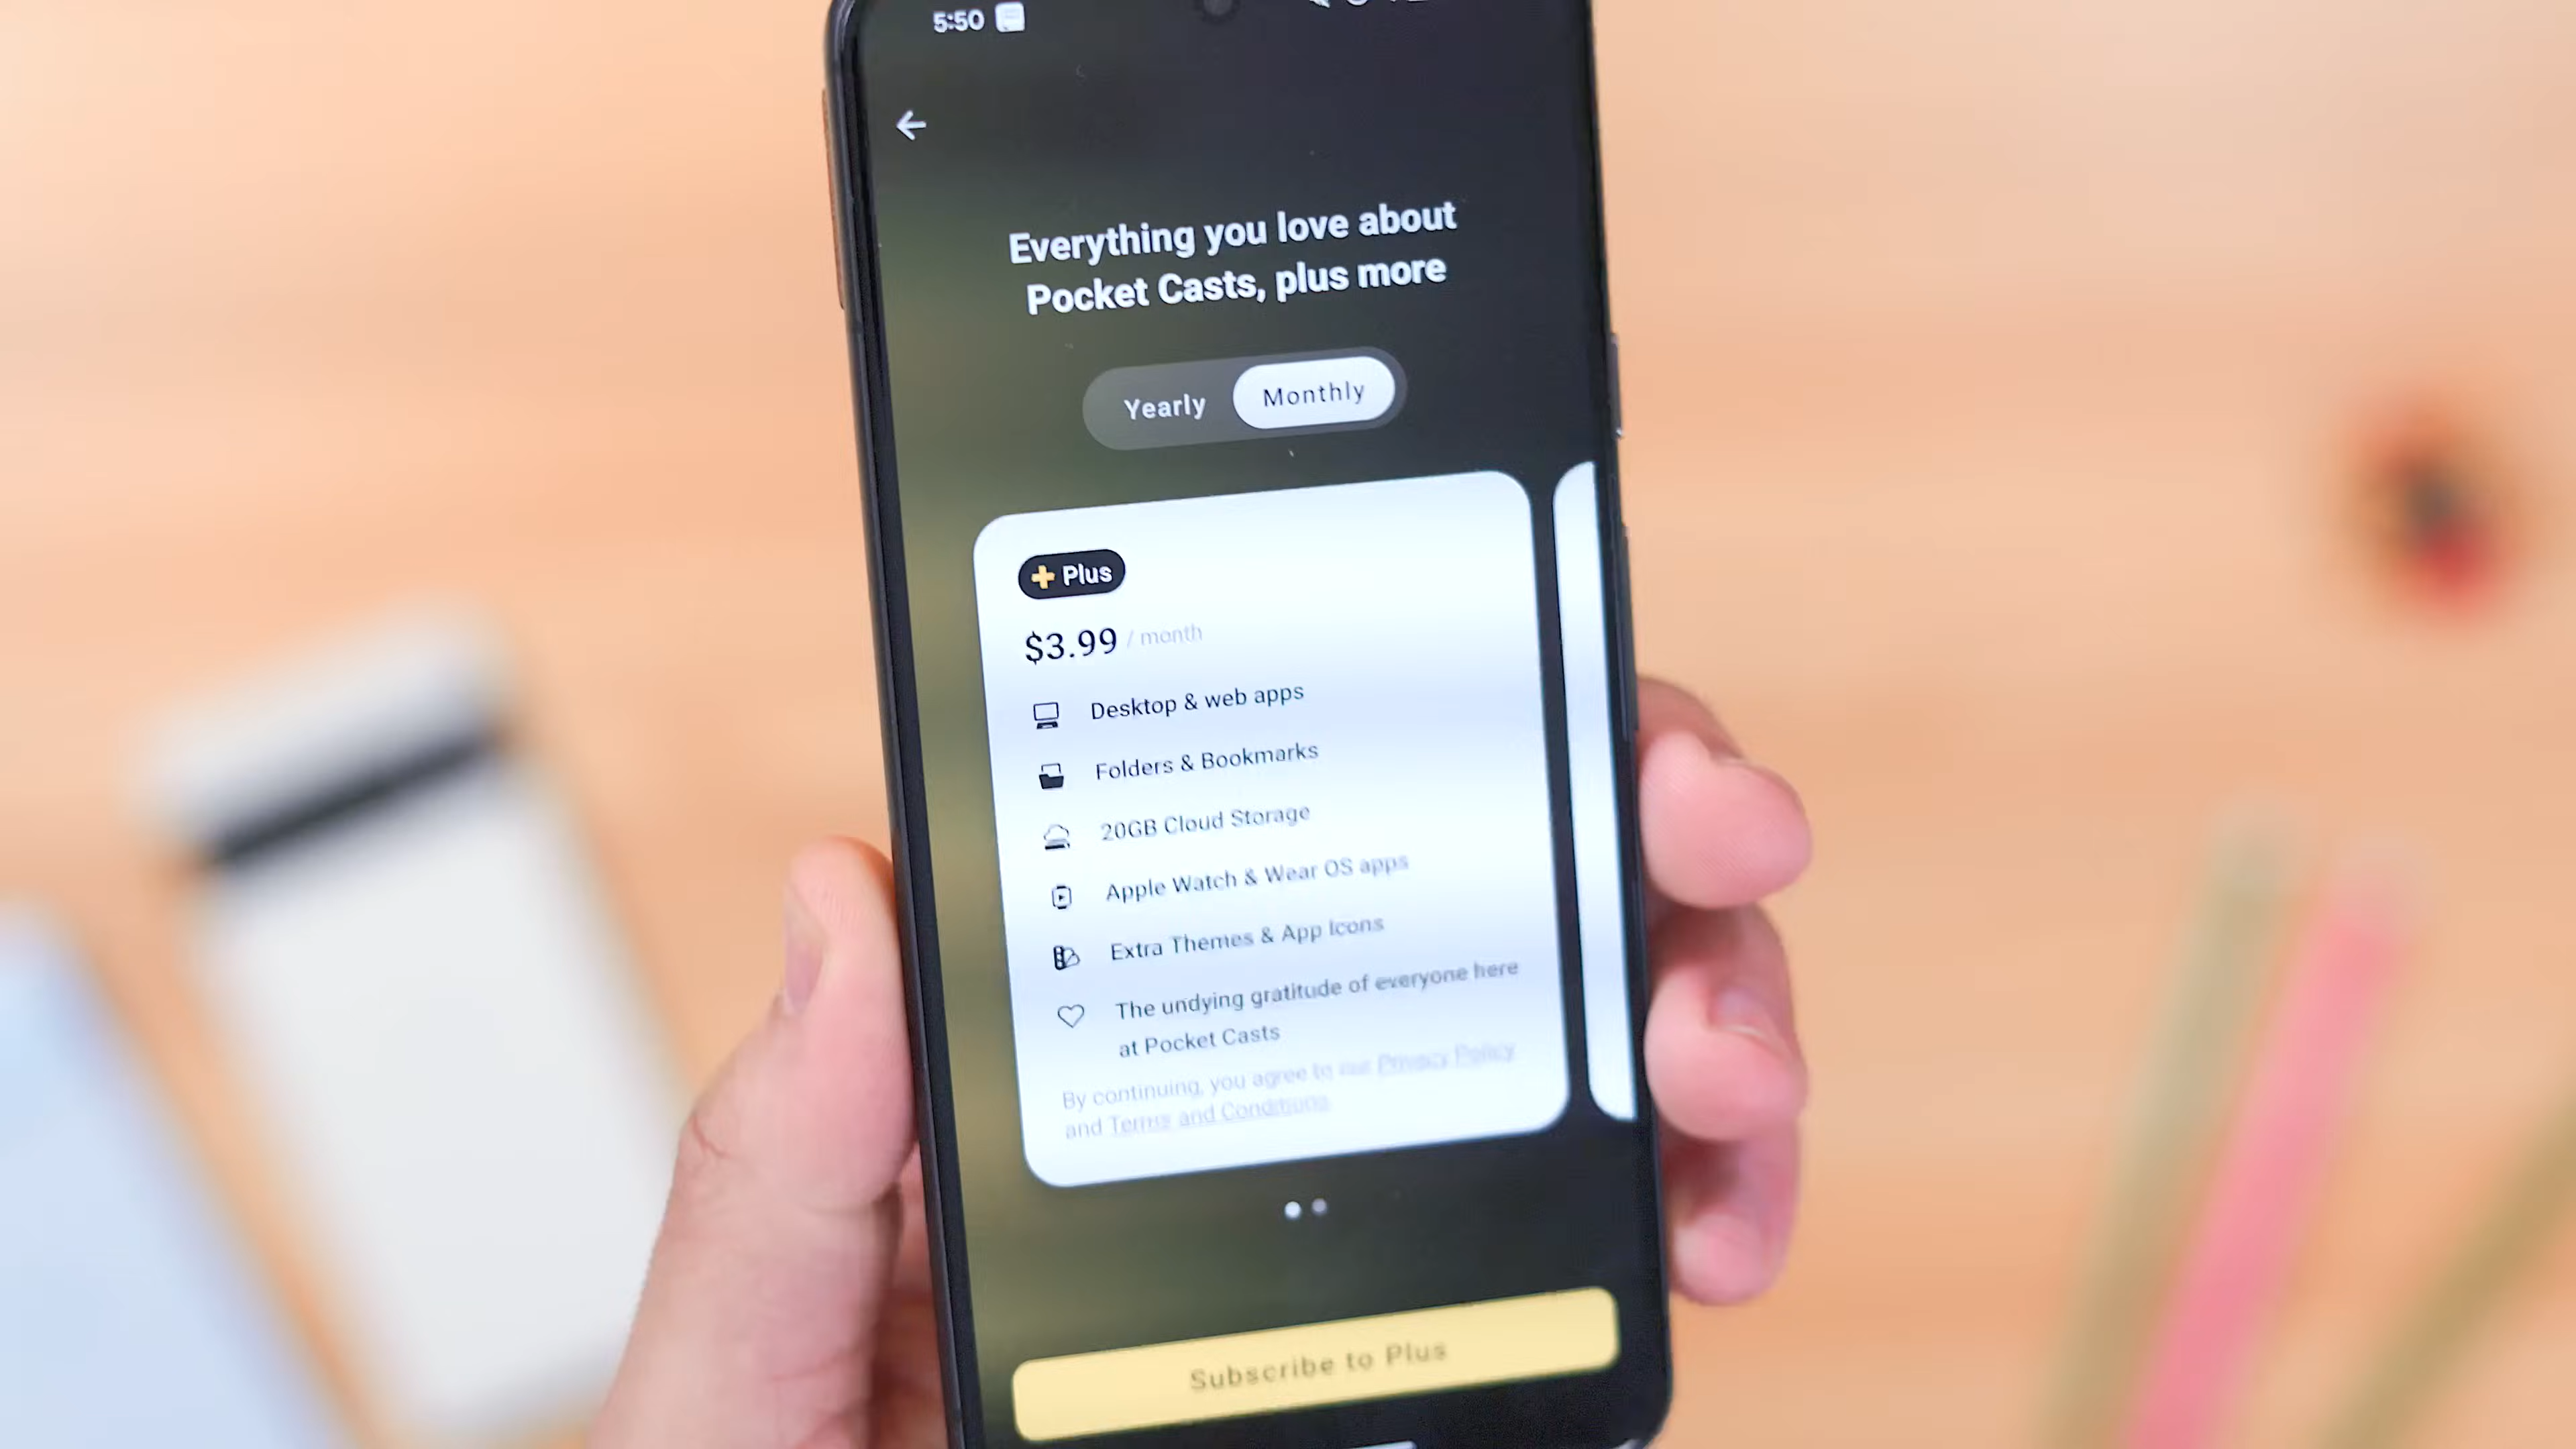 5:50
Everything you love about
Pocket Casts, plus more
Yearly
Monthly
Plus
$3.99 / month
Desktop & web apps
Folders & Bookmarks
20GB Cloud Storage
Apple Watch & Wear OS apps
Extra Themes & App Icons
The undying gratitude of everyone here
at Pocket Casts
By continuing, you agree to our Privacy Policy
and Terms and Conditions
Subscribe to Plus